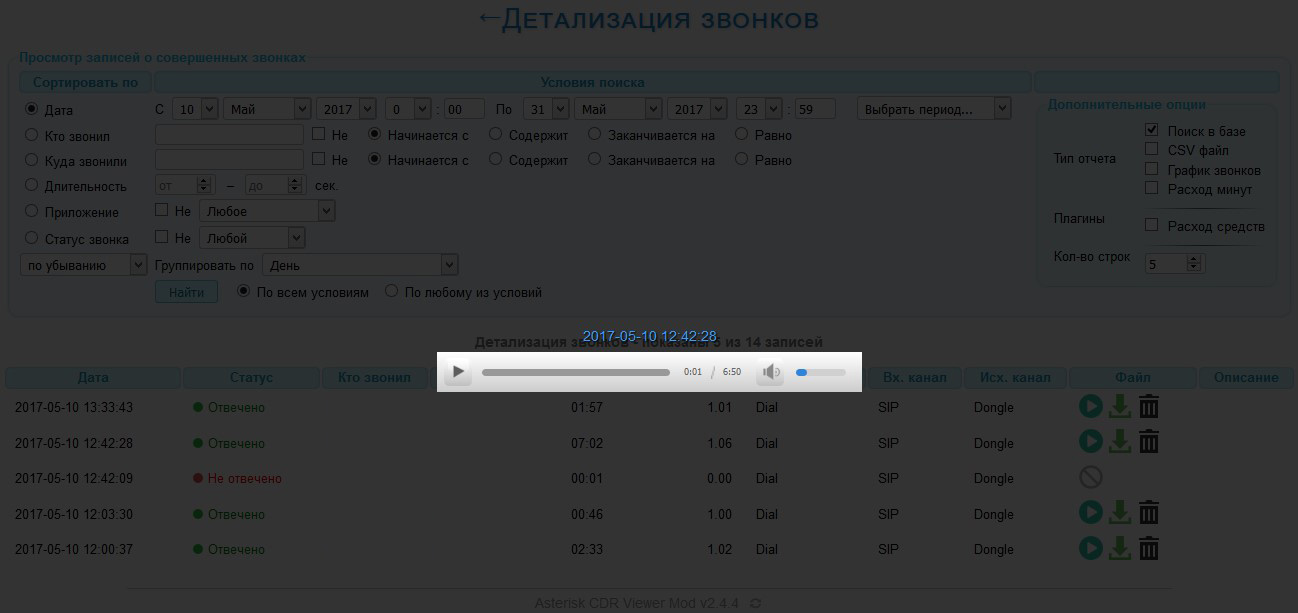 ←Детализация звонков
Просмотр записей о совершенных звонках
Сортировать по Условия поиска
Дата С 10 Май 2017 0 : 00 По 31 Май 2017 23 : 59 Выбрать период...
Дополнительные опции
Кто звонил Не Начинается с Содержит Заканчивается на Равно
Куда звонили Не Начинается с Содержит Заканчивается на Равно
Длительность от – до сек.
Приложение Не Любое
Статус звонка Не Любой
по убыванию Группировать по День
Найти По всем условиям По любому из условий
Тип отчета Поиск в базе
CSV файл
График звонков
Расход минут
Плагины Расход средств
Кол-во строк 5
2017-05-10 12:42:28
Детализация звонков - показаны 5 из 14 записей
0:01 / 6:50
Дата Статус Кто звонил Вх. канал Исх. канал Файл Описание
2017-05-10 13:33:43 Отвечено 01:57 1.01 Dial SIP Dongle
2017-05-10 12:42:28 Отвечено 07:02 1.06 Dial SIP Dongle
2017-05-10 12:42:09 Не отвечено 00:01 0.00 Dial SIP Dongle
2017-05-10 12:03:30 Отвечено 00:46 1.00 Dial SIP Dongle
2017-05-10 12:00:37 Отвечено 02:33 1.02 Dial SIP Dongle
Asterisk CDR Viewer Mod v2.4.4